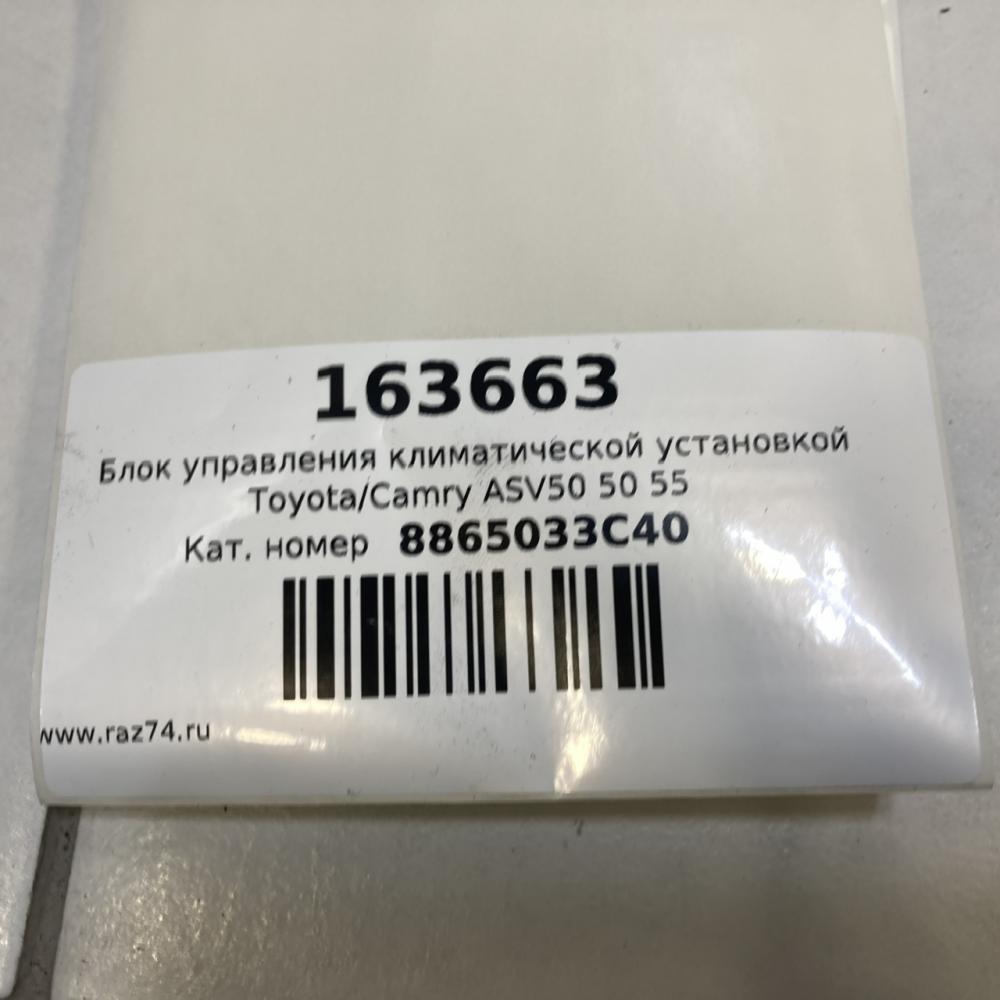 163663
Блок управления климатической установкой
Toyota/Camry ASV50 50 55
Кат. номер 8865033C40
www.raz74.ru